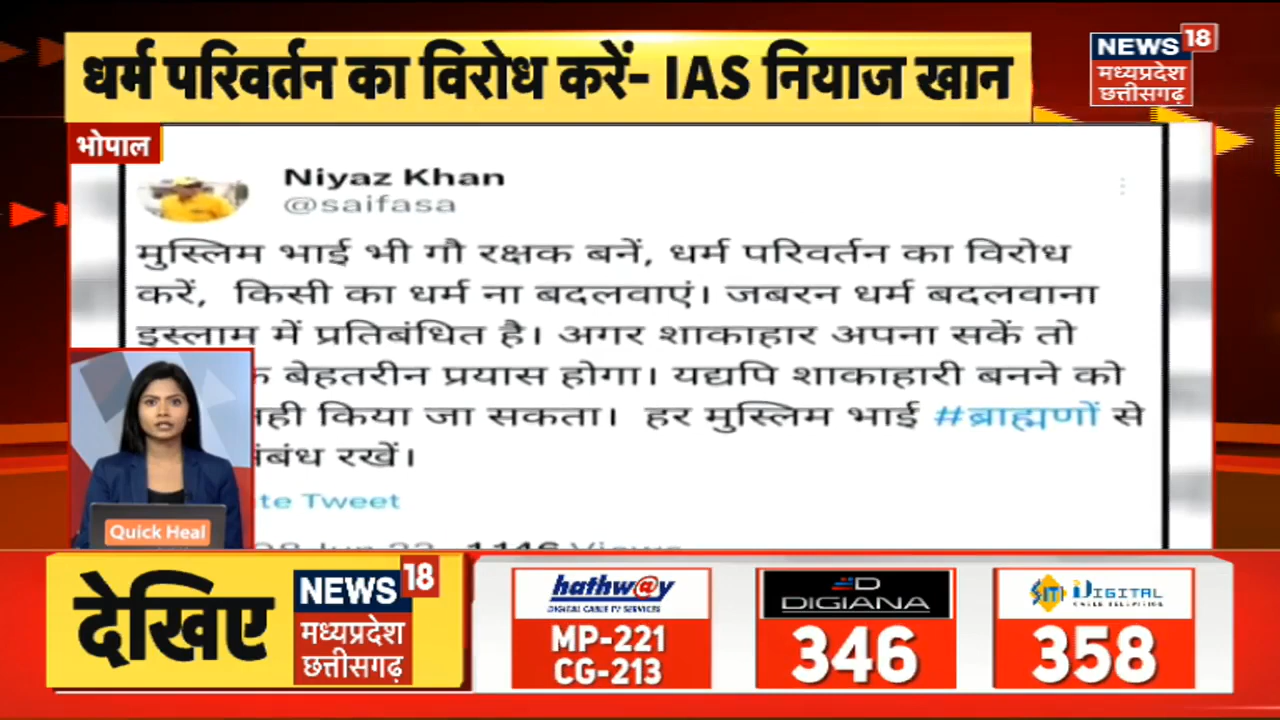 धर्म परिवर्तन का विरोध करें- IAS नियाज खान
NEWS 18
मध्यप्रदेश
छत्तीसगढ़
भोपाल
Niyaz Khan
@saifasa
मुस्लिम भाई भी गौ रक्षक बनें, धर्म परिवर्तन का विरोध
करें, किसी का धर्म ना बदलवाएं। जबरन धर्म बदलवाना
इस्लाम में प्रतिबंधित है। अगर शाकाहार अपना सकें तो
बेहतरीन प्रयास होगा। यद्यपि शाकाहारी बनने को
किया जा सकता। हर मुस्लिम भाई #ब्राह्मणों से
रखें।
Tweet
Quick Heal
देखिए
NEWS 18
मध्यप्रदेश
छत्तीसगढ़
hathw@y
DIGITAL CABLE TV SERVICES
MP-221
CG-213
DIGIANA
346
SITI DIGITAL
358